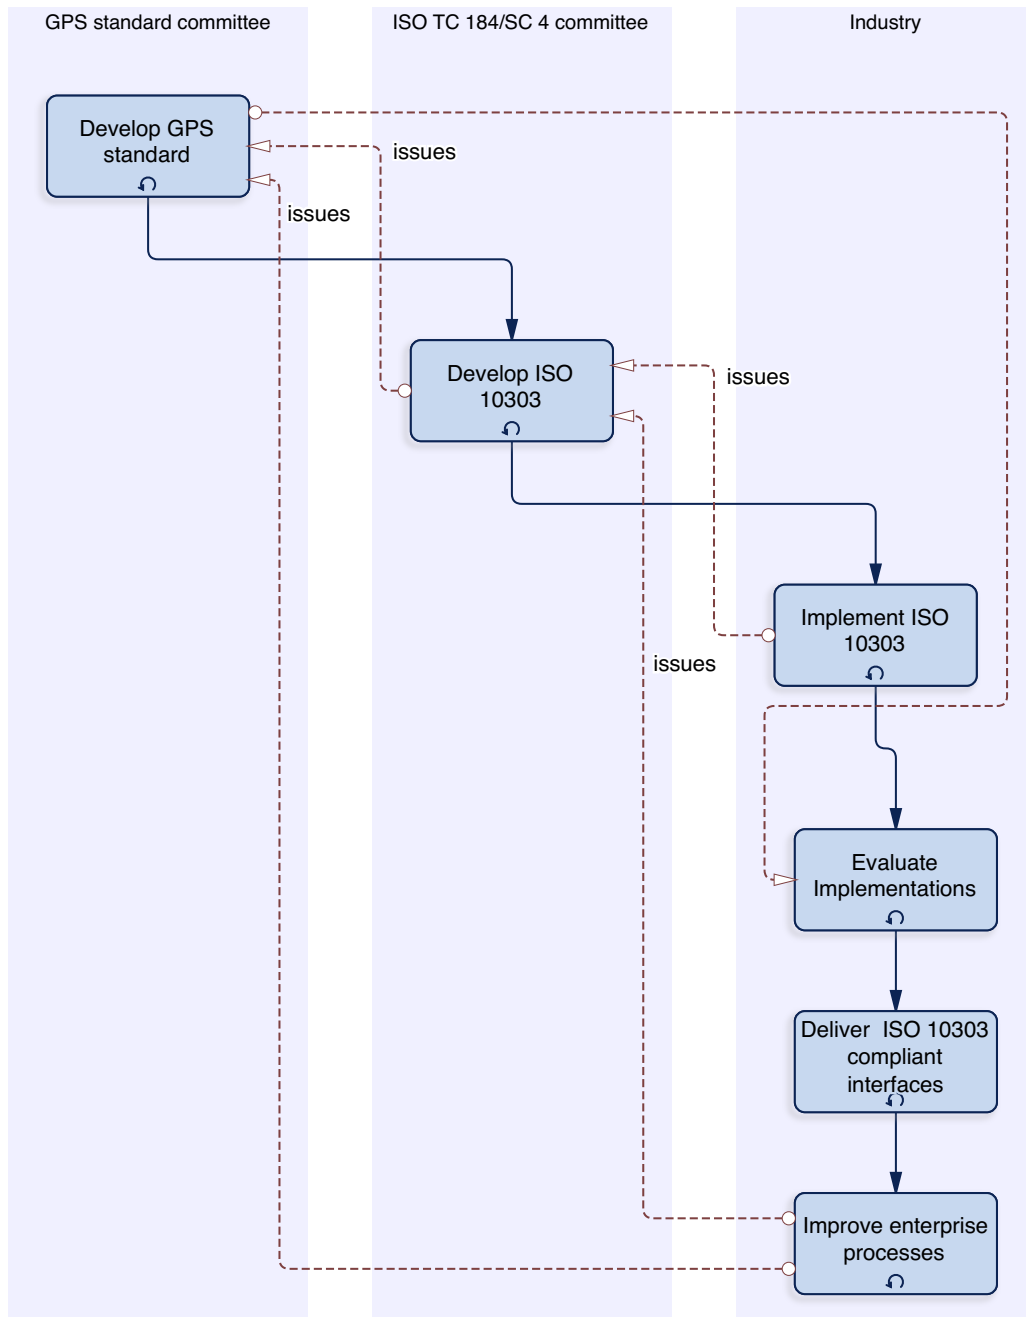 GPS standard committee
ISO TC 184/SC 4 committee
Industry
Develop GPS
standard
issues
issues
Develop ISO
10303
issues
Implement ISO
10303
issues
Evaluate
Implementations
Deliver  ISO 10303
compliant
interfaces
Improve enterprise
processes